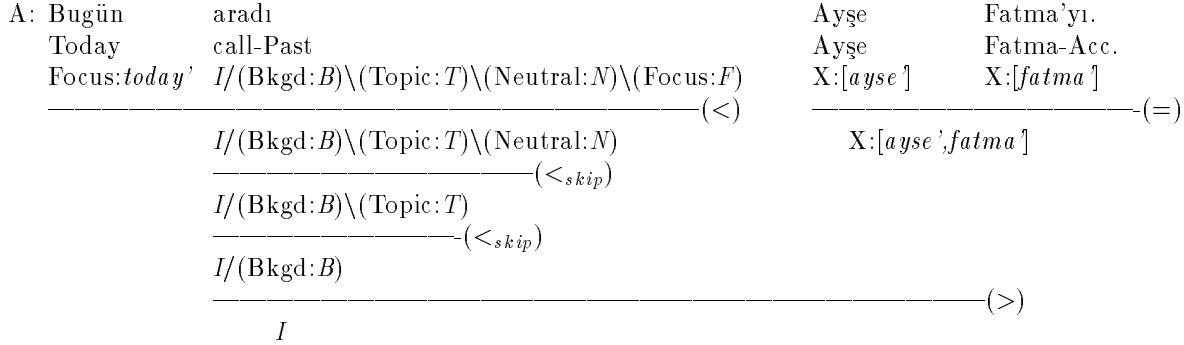 A: Bugün aradı Ayşe Fatma'yı.
Today call-Past Ayşe Fatma-Acc.
Focus:today' I/(Bkgd:B)\(Topic:T)\(Neutral:N)\(Focus:F) X:[ayse'] X:[fatma']
(<) (=)
I/(Bkgd:B)\(Topic:T)\(Neutral:N) X:[ayse',fatma']
(<skip)
I/(Bkgd:B)\(Topic:T)
(<skip)
I/(Bkgd:B)
(>)
I